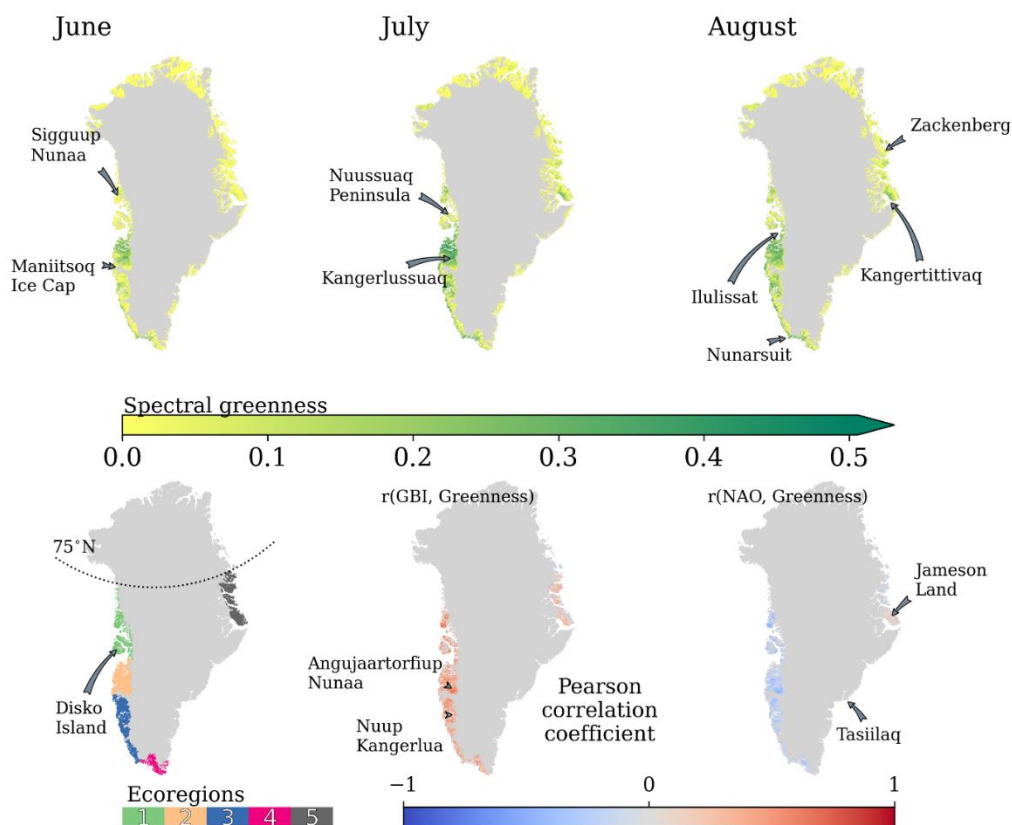 June
July
August
Sigguup
Nunaa
Maniitsoq
Ice Cap
Nuussuaq
Peninsula
Kangerlussuaq
Zackenberg
Kangertittivaq
Ilulissat
Nunarsuit
Spectral greenness
0.0
0.1
0.2
0.3
0.4
0.5
75°N
Disko
Island
Ecoregions
1
2
3
4
5
r(GBI, Greenness)
Angujaartorfiup
Nunaa
Nuup
Kangerlua
Pearson
correlation
coefficient
r(NAO, Greenness)
Jameson
Land
Tasiilaq
−1
0
1